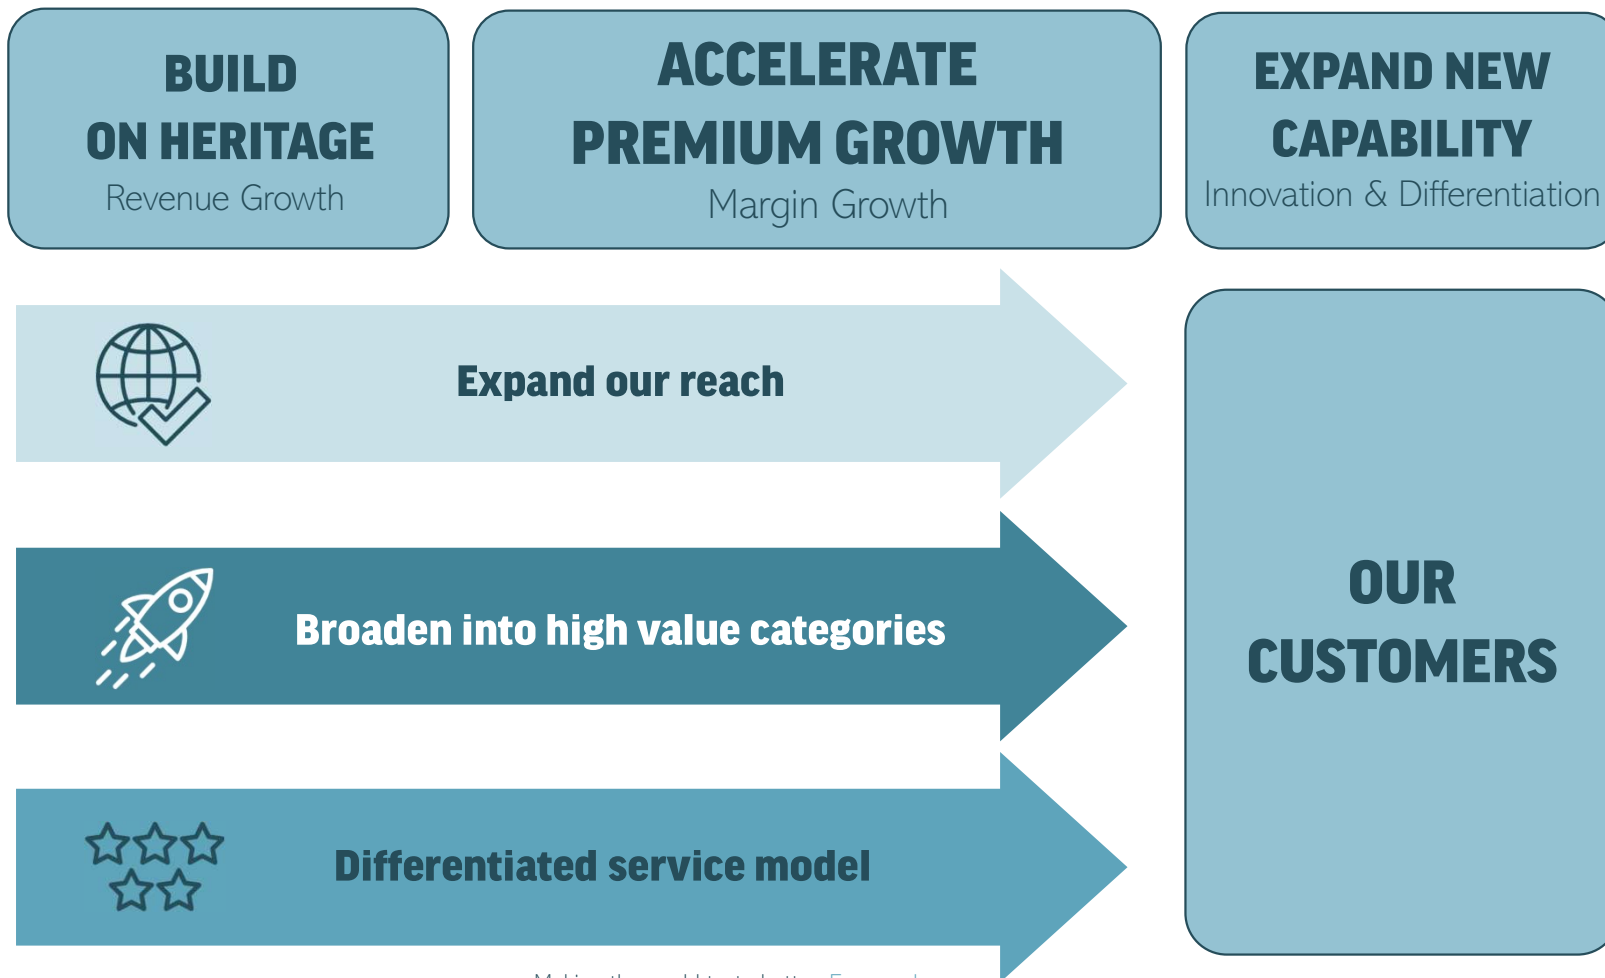 BUILD
ON HERITAGE
Revenue Growth
ACCELERATE
PREMIUM GROWTH
Margin Growth
EXPAND NEW
CAPABILITY
Innovation & Differentiation
Expand our reach
Broaden into high value categories
Differentiated service model
OUR
CUSTOMERS